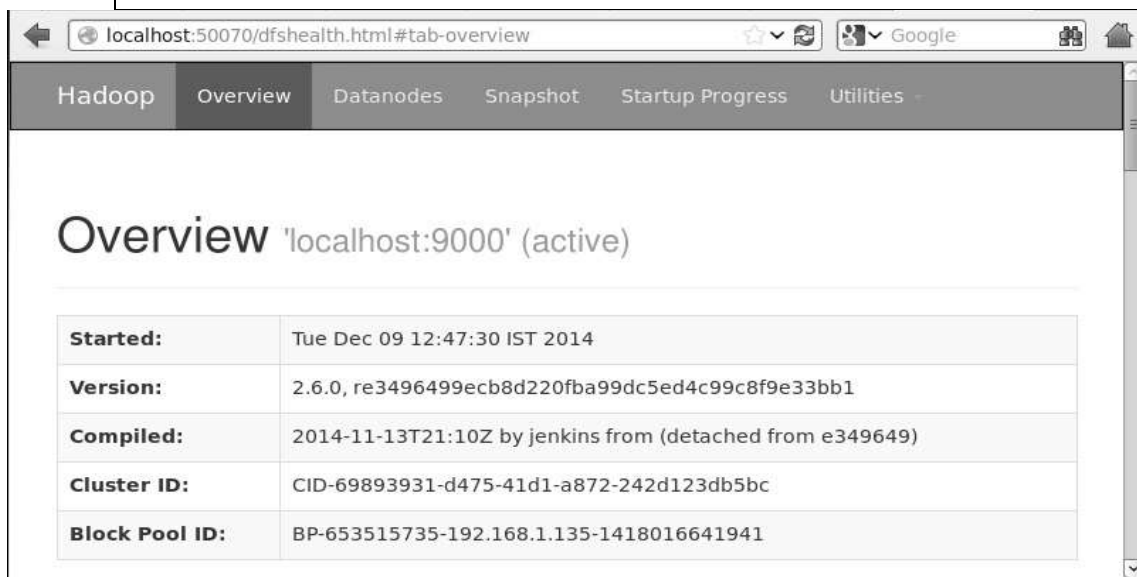 localhost:50070/dfshealth.html#tab-overview Google
Hadoop Overview Datanodes Snapshot Startup Progress Utilities
Overview 'localhost:9000' (active)
Started: Tue Dec 09 12:47:30 IST 2014
Version: 2.6.0, re3496499ecb8d220fba99dc5ed4c99c8f9e33bb1
Compiled: 2014-11-13T21:10Z by jenkins from (detached from e349649)
Cluster ID: CID-69893931-d475-41d1-a872-242d123db5bc
Block Pool ID: BP-653515735-192.168.1.135-1418016641941